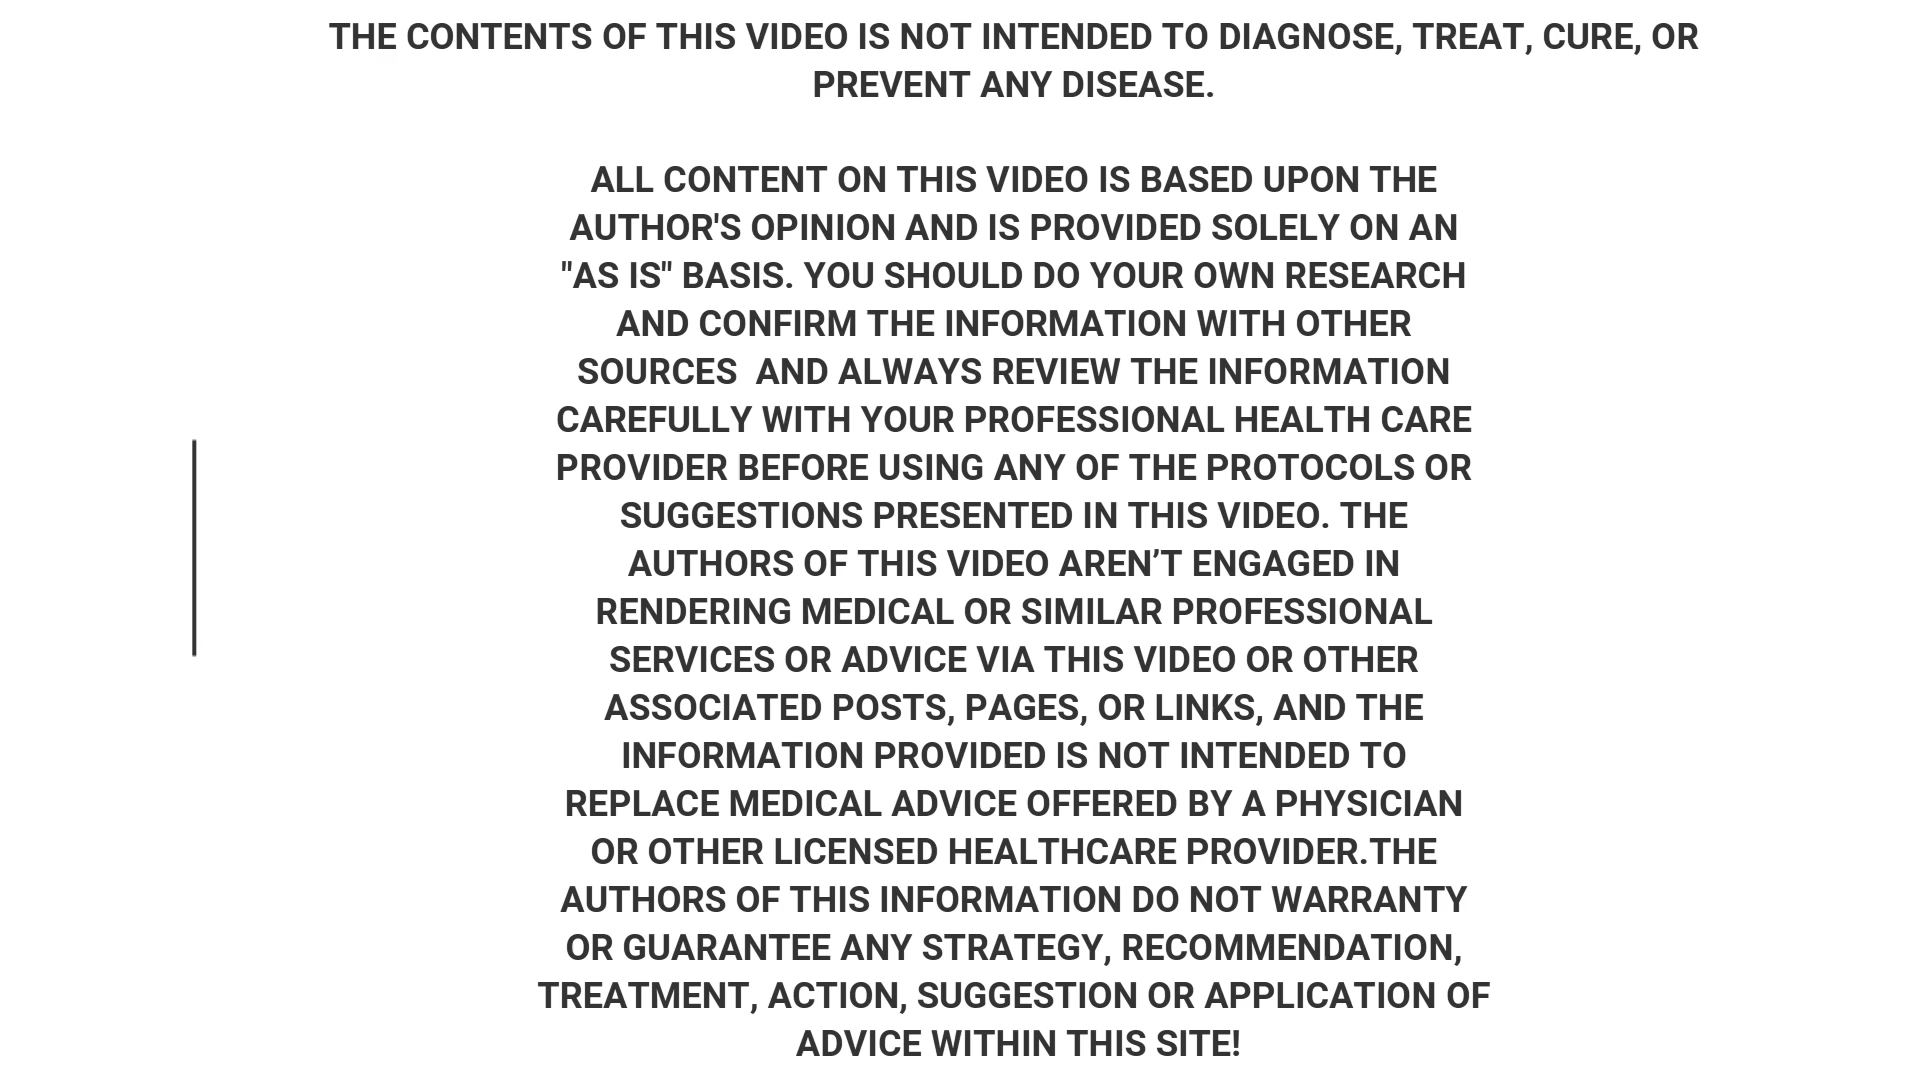 THE CONTENTS OF THIS VIDEO IS NOT INTENDED TO DIAGNOSE, TREAT, CURE, OR
PREVENT ANY DISEASE.
ALL CONTENT ON THIS VIDEO IS BASED UPON THE
AUTHOR'S OPINION AND IS PROVIDED SOLELY ON AN
"AS IS" BASIS. YOU SHOULD DO YOUR OWN RESEARCH
AND CONFIRM THE INFORMATION WITH OTHER
SOURCES  AND ALWAYS REVIEW THE INFORMATION
CAREFULLY WITH YOUR PROFESSIONAL HEALTH CARE
PROVIDER BEFORE USING ANY OF THE PROTOCOLS OR
SUGGESTIONS PRESENTED IN THIS VIDEO. THE
AUTHORS OF THIS VIDEO AREN’T ENGAGED IN
RENDERING MEDICAL OR SIMILAR PROFESSIONAL
SERVICES OR ADVICE VIA THIS VIDEO OR OTHER
ASSOCIATED POSTS, PAGES, OR LINKS, AND THE
INFORMATION PROVIDED IS NOT INTENDED TO
REPLACE MEDICAL ADVICE OFFERED BY A PHYSICIAN
OR OTHER LICENSED HEALTHCARE PROVIDER.THE
AUTHORS OF THIS INFORMATION DO NOT WARRANTY
OR GUARANTEE ANY STRATEGY, RECOMMENDATION,
TREATMENT, ACTION, SUGGESTION OR APPLICATION OF
ADVICE WITHIN THIS SITE!